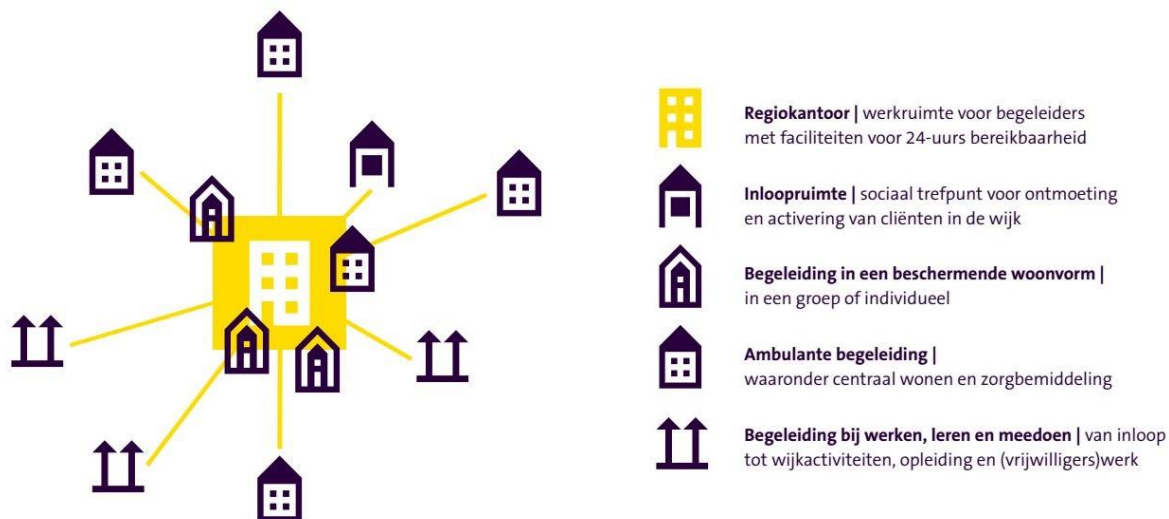 Regiokantoor | werkruimte voor begeleiders
met faciliteiten voor 24-uurs bereikbaarheid
Inloopruimte | sociaal trefpunt voor ontmoeting
en activering van cliënten in de wijk
Begeleiding in een beschermende woonvorm |
in een groep of individueel
Ambulante begeleiding |
waaronder centraal wonen en zorgbemiddeling
Begeleiding bij werken, leren en meedoen | van inloop
tot wijkactiviteiten, opleiding en (vrijwilligers)werk